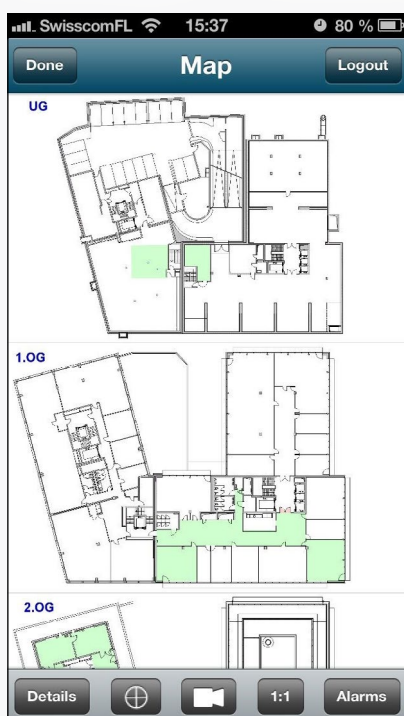 SwisscomFL 15:37 80 %
Done Map Logout
UG
1.OG
2.OG
Details 1:1 Alarms